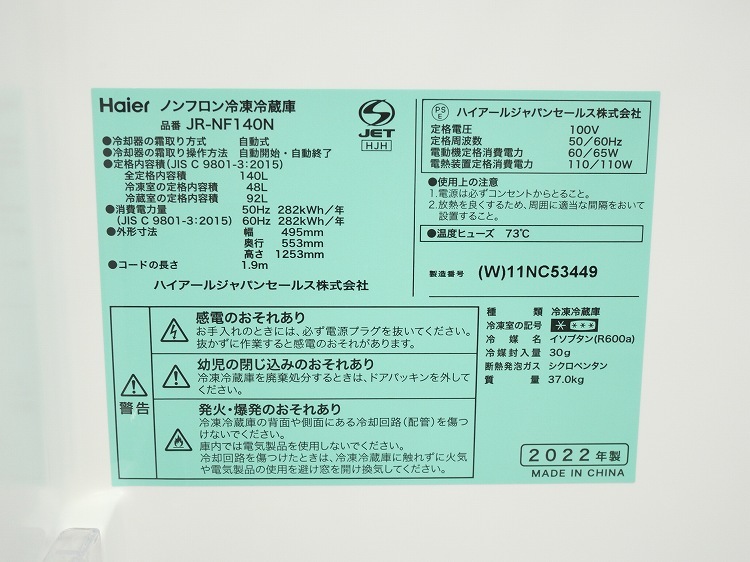 Haier ノンフロン冷凍冷蔵庫
品番 JR-NF140N
●冷却器の霜取り方式 自動式
●冷却器の霜取り操作方法 自動開始・自動終了
●定格内容積(JIS C 9801-3:2015)
全定格内容積 140L
冷凍室の定格内容積 48L
冷蔵室の定格内容積 92L
●消費電力量 50Hz 282kWh/年
(JIS C 9801-3:2015) 60Hz 282kWh/年
●外形寸法 幅 495mm
奥行 553mm
高さ 1253mm
●コードの長さ 1.9m
ハイアールジャパンセールス株式会社
S
JET
HJH
PS
E
ハイアールジャパンセールス株式会社
定格電圧 100V
定格周波数 50/60Hz
電動機定格消費電力 60/65W
電熱装置定格消費電力 110/110W
●使用上の注意
1.電源は必ずコンセントからとること。
2.放熱を良くするため、周囲に適当な間隔をおいて
設置すること。
●温度ヒューズ 73℃
製造番号 (W)11NC53449
警告
感電のおそれあり
お手入れのときには、必ず電源プラグを抜いてください。
抜かずに作業すると感電のおそれがあります。
幼児の閉じ込みのおそれあり
冷凍冷蔵庫を廃棄処分するときは、ドアパッキンを外して
ください。
発火・爆発のおそれあり
冷凍冷蔵庫の背面や側面にある冷却回路(配管)を傷つ
けないでください。
庫内では電気製品を使用しないでください。
冷却回路を傷つけたときは、冷凍冷蔵庫に触れずに火気
や電気製品の使用を避け窓を開け換気してください。
種類 冷凍冷蔵庫
冷凍室の記号
冷媒 イソブタン(R600a)
冷媒封入量 30g
断熱発泡ガス シクロペンタン
質量 37.0kg
2022年製
MADE IN CHINA